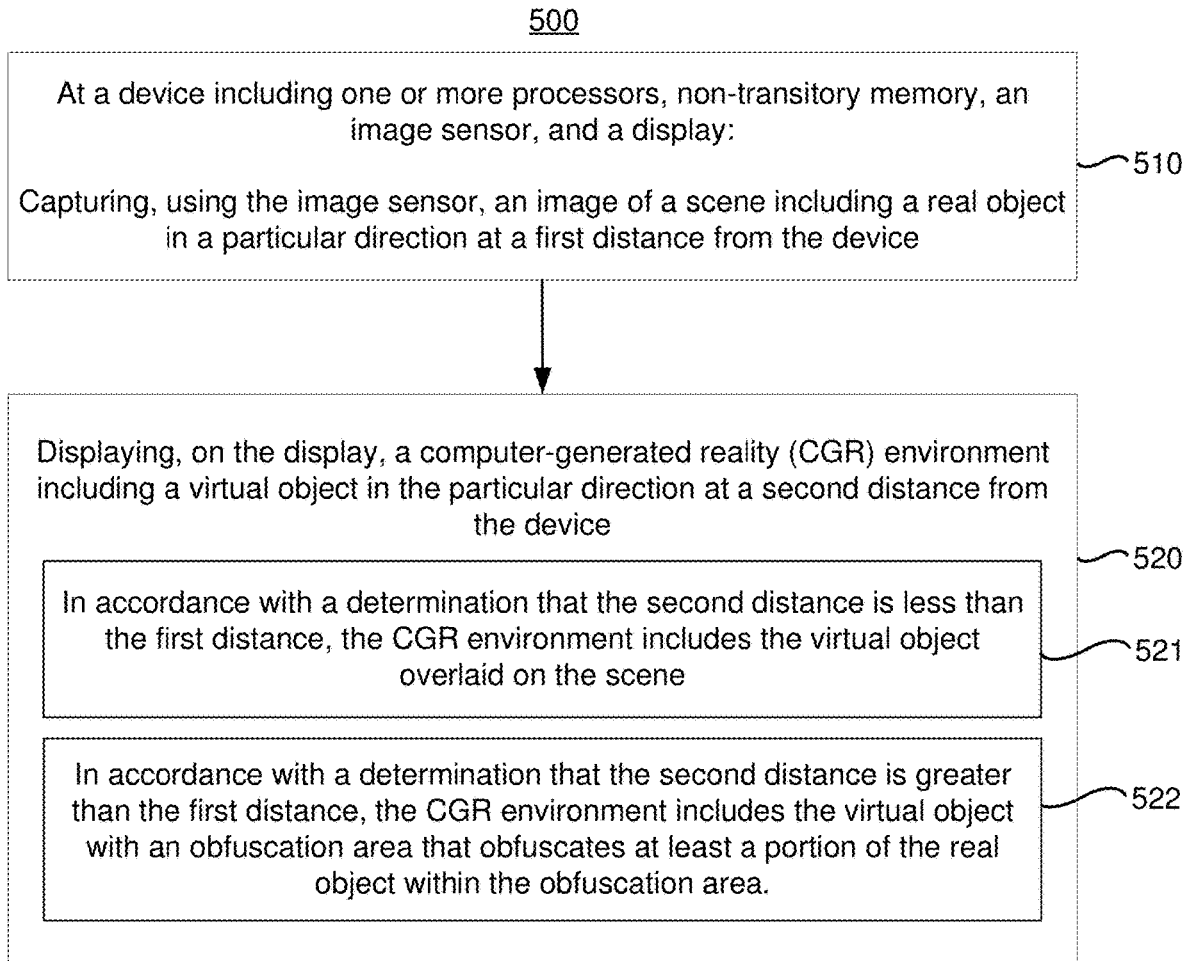 500
At a device including one or more processors, non-transitory memory, an
image sensor, and a display:
Capturing, using the image sensor, an image of a scene including a real object
in a particular direction at a first distance from the device
510
Displaying, on the display, a computer-generated reality (CGR) environment
including a virtual object in the particular direction at a second distance from
the device
520
In accordance with a determination that the second distance is less than
the first distance, the CGR environment includes the virtual object
overlaid on the scene
521
In accordance with a determination that the second distance is greater
than the first distance, the CGR environment includes the virtual object
with an obfuscation area that obfuscates at least a portion of the real
object within the obfuscation area.
522